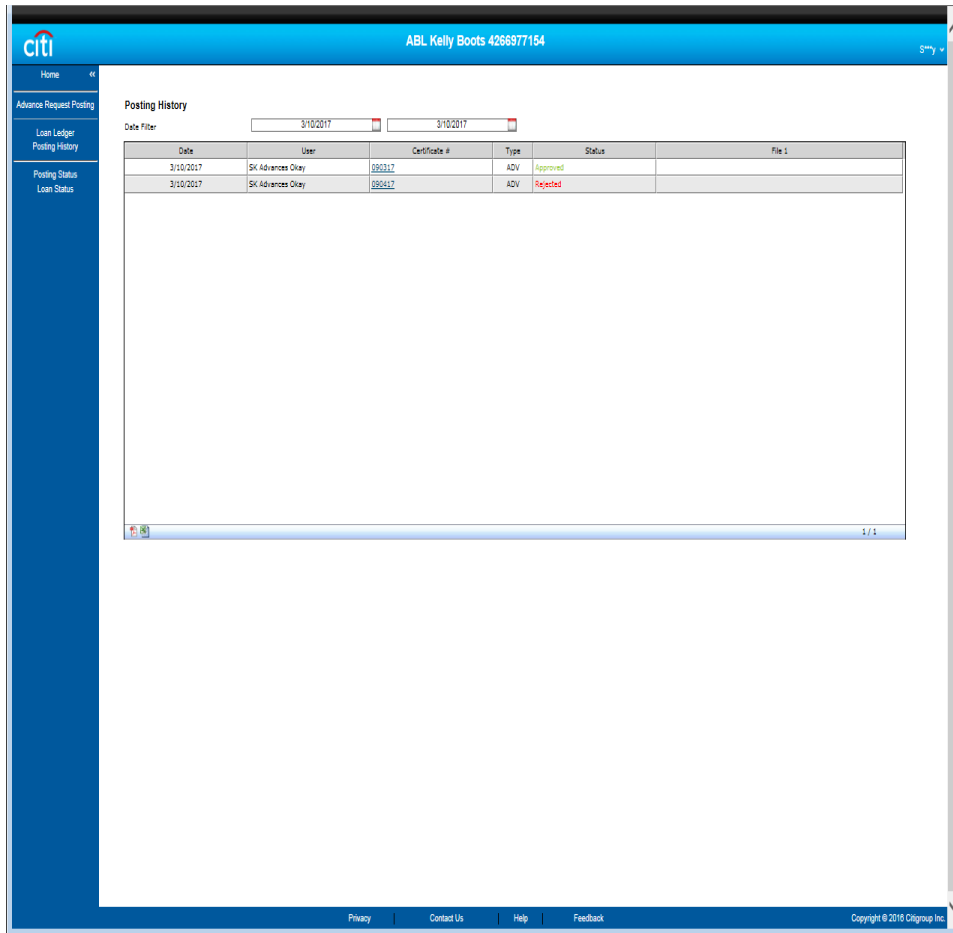 citi
ABL Kelly Boots 4266977154
S***y
Home «
Advance Request Posting
Loan Ledger
Posting History
Posting Status
Loan Status
Posting History
Date Filter 3/10/2017 3/10/2017
Date User Certificate # Type Status File 1
3/10/2017 SK Advances Okay 090317 ADV Approved
3/10/2017 SK Advances Okay 090417 ADV Rejected
1 / 1
Privacy | Contact Us | Help | Feedback
Copyright © 2016 Citigroup Inc.